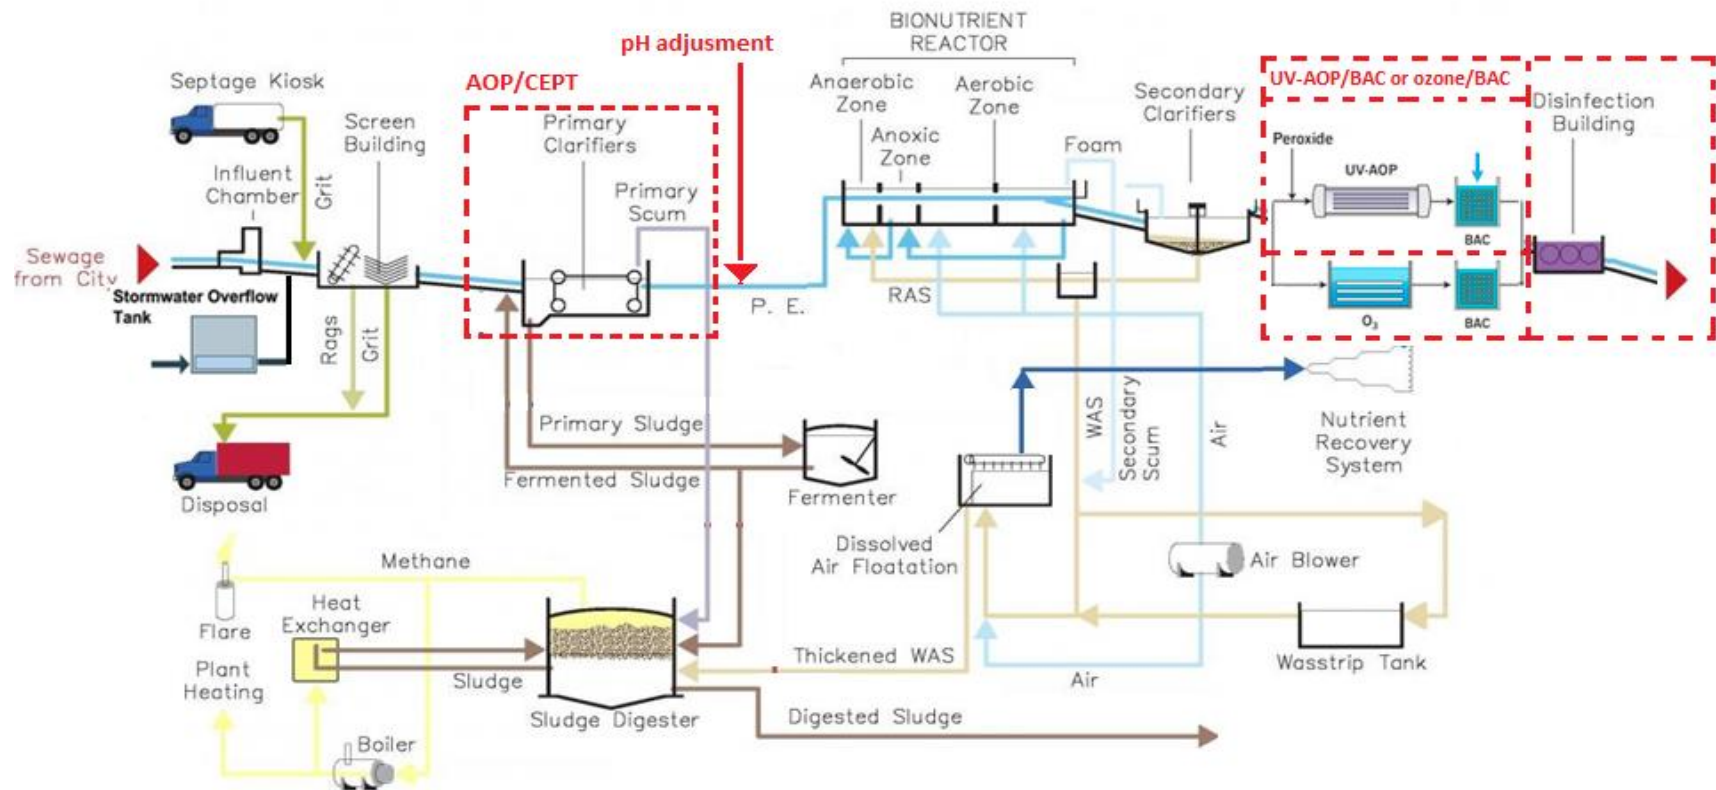 BIONUTRIENT
REACTOR
pH adjusment
Septage Kiosk
AOP/CEPT
Anaerobic
Zone
Aerobic
Zone
Secondary
Clarifiers
UV-AOP/BAC or ozone/BAC
Disinfection
Building
Screen
Building
Primary
Clarifiers
Anoxic
Zone
Foam
Peroxide
UV-AOP
BAC
Influent
Chamber
Grit
Primary
Scum
Sewage
from City
Stormwater Overflow
Tank
P. E.
RAS
O3
BAC
Rags
Grit
Primary Sludge
Fermented Sludge
Fermenter
WAS
Secondary
Scum
Air
Nutrient
Recovery
System
Disposal
Dissolved
Air Floatation
Air Blower
Methane
Flare
Heat
Exchanger
Plant
Heating
Sludge
Sludge Digester
Thickened WAS
Air
Wasstrip Tank
Digested Sludge
Boiler